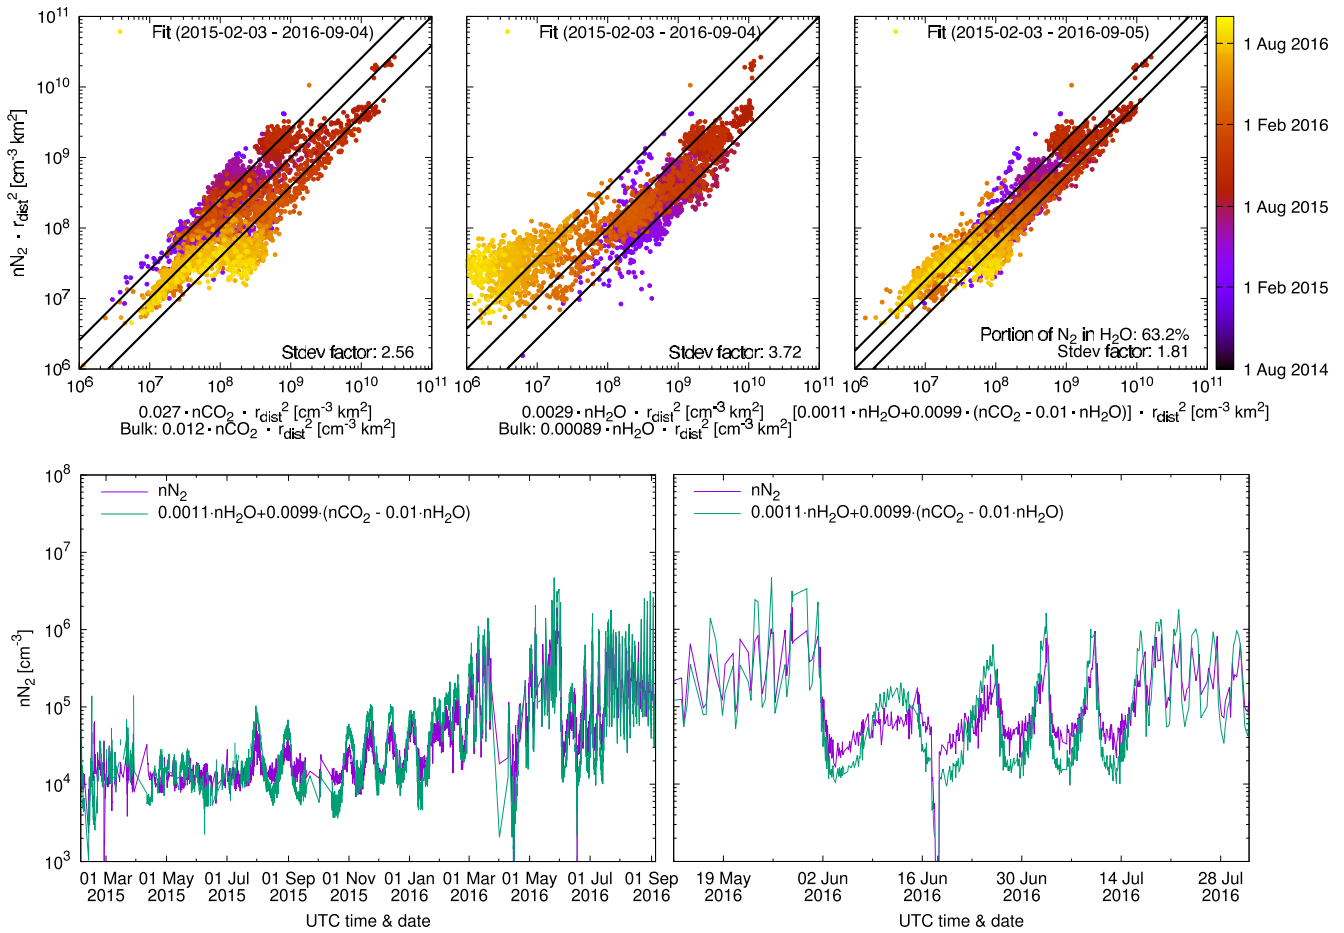 10^11
10^10
10^9
10^8
10^7
10^6
nN2 · rdist^2 [cm^-3 km^2]
Fit (2015-02-03 - 2016-09-04)
Stdev factor: 2.56
10^6 10^7 10^8 10^9 10^10 10^11
0.027·nCO2 · rdist^2 [cm^-3 km^2]
Bulk: 0.012·nCO2 · rdist^2 [cm^-3 km^2]
Fit (2015-02-03 - 2016-09-04)
Stdev factor: 3.72
10^6 10^7 10^8 10^9 10^10 10^11
0.0029·nH2O · rdist^2 [cm^-3 km^2]
Bulk: 0.00089·nH2O · rdist^2 [cm^-3 km^2]
Fit (2015-02-03 - 2016-09-05)
Portion of N2 in H2O: 63.2%
Stdev factor: 1.81
10^6 10^7 10^8 10^9 10^10 10^11
[0.0011·nH2O+0.0099·(nCO2 - 0.01·nH2O)] · rdist^2 [cm^-3 km^2]
1 Aug 2016
1 Feb 2016
1 Aug 2015
1 Feb 2015
1 Aug 2014
10^8
10^7
10^6
10^5
10^4
10^3
nN2 [cm^-3]
nN2
0.0011·nH2O+0.0099·(nCO2 - 0.01·nH2O)
01 Mar 01 May 01 Jul 01 Sep 01 Nov 01 Jan 01 Mar 01 May 01 Jul 01 Sep
2015 2015 2015 2015 2015 2016 2016 2016 2016 2016
UTC time & date
nN2
0.0011·nH2O+0.0099·(nCO2 - 0.01·nH2O)
19 May 02 Jun 16 Jun 30 Jun 14 Jul 28 Jul
2016 2016 2016 2016 2016 2016
UTC time & date